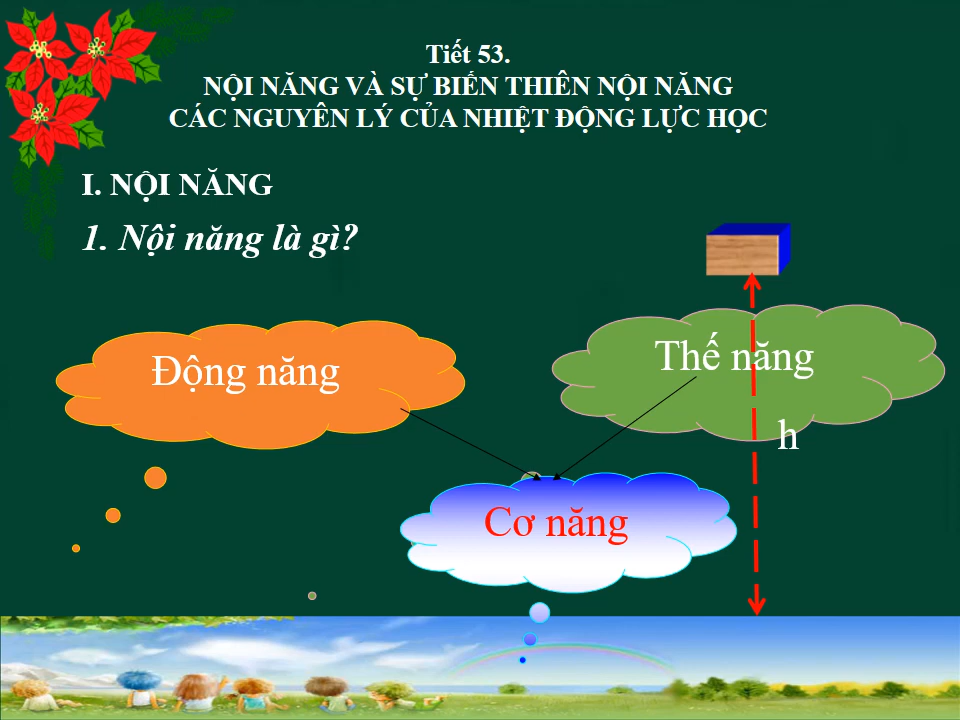 Tiết 53.
NỘI NĂNG VÀ SỰ BIẾN THIÊN NỘI NĂNG
CÁC NGUYÊN LÝ CỦA NHIỆT ĐỘNG LỰC HỌC
I. NỘI NĂNG
1. Nội năng là gì?
Động năng
Thế năng
h
Cơ năng